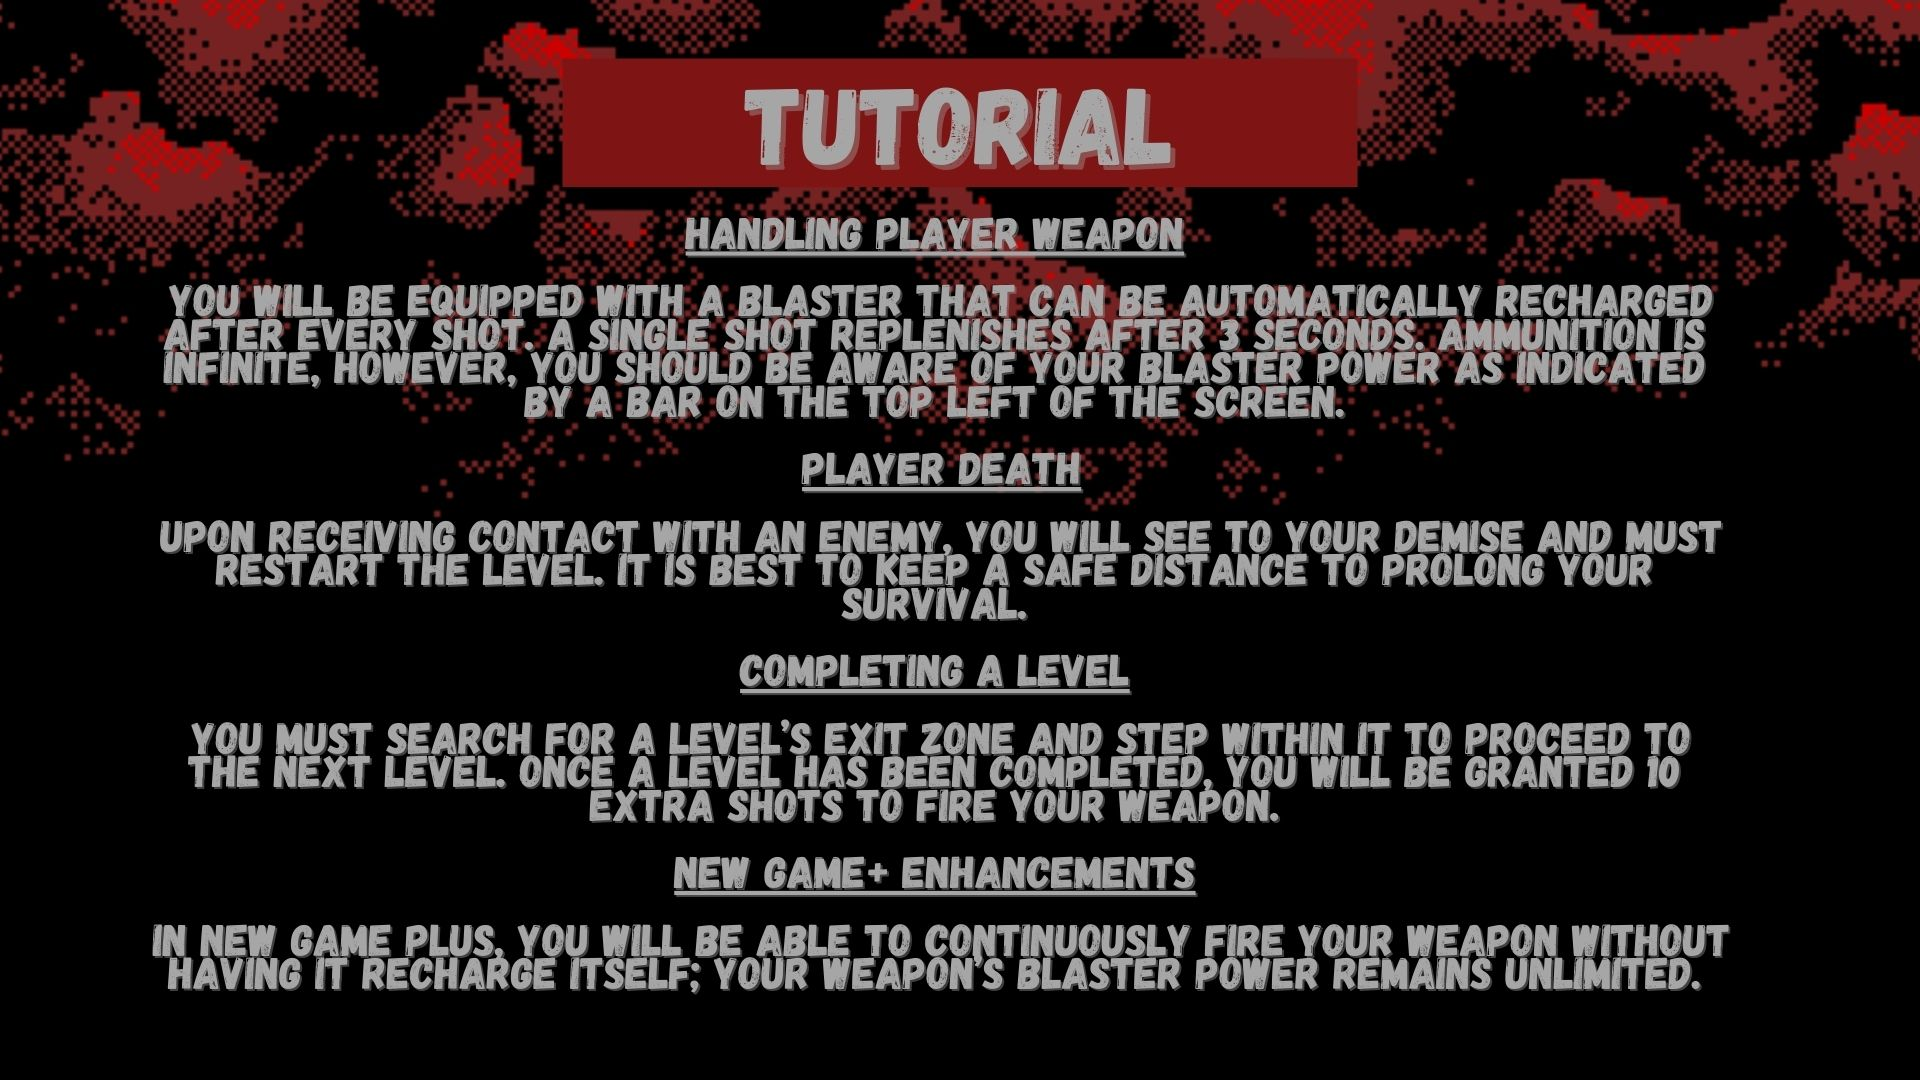 TUTORIAL
HANDLING PLAYER WEAPON
YOU WILL BE EQUIPPED WITH A BLASTER THAT CAN BE AUTOMATICALLY RECHARGED
AFTER EVERY SHOT. A SINGLE SHOT REPLENISHES AFTER 3 SECONDS. AMMUNITION IS
INFINITE, HOWEVER, YOU SHOULD BE AWARE OF YOUR BLASTER POWER AS INDICATED
BY A BAR ON THE TOP LEFT OF THE SCREEN.
PLAYER DEATH
UPON RECEIVING CONTACT WITH AN ENEMY, YOU WILL SEE TO YOUR DEMISE AND MUST
RESTART THE LEVEL. IT IS BEST TO KEEP A SAFE DISTANCE TO PROLONG YOUR
SURVIVAL.
COMPLETING A LEVEL
YOU MUST SEARCH FOR A LEVEL'S EXIT ZONE AND STEP WITHIN IT TO PROCEED TO
THE NEXT LEVEL. ONCE A LEVEL HAS BEEN COMPLETED, YOU WILL BE GRANTED 10
EXTRA SHOTS TO FIRE YOUR WEAPON.
NEW GAME+ ENHANCEMENTS
IN NEW GAME PLUS, YOU WILL BE ABLE TO CONTINUOUSLY FIRE YOUR WEAPON WITHOUT
HAVING IT RECHARGE ITSELF; YOUR WEAPON'S BLASTER POWER REMAINS UNLIMITED.